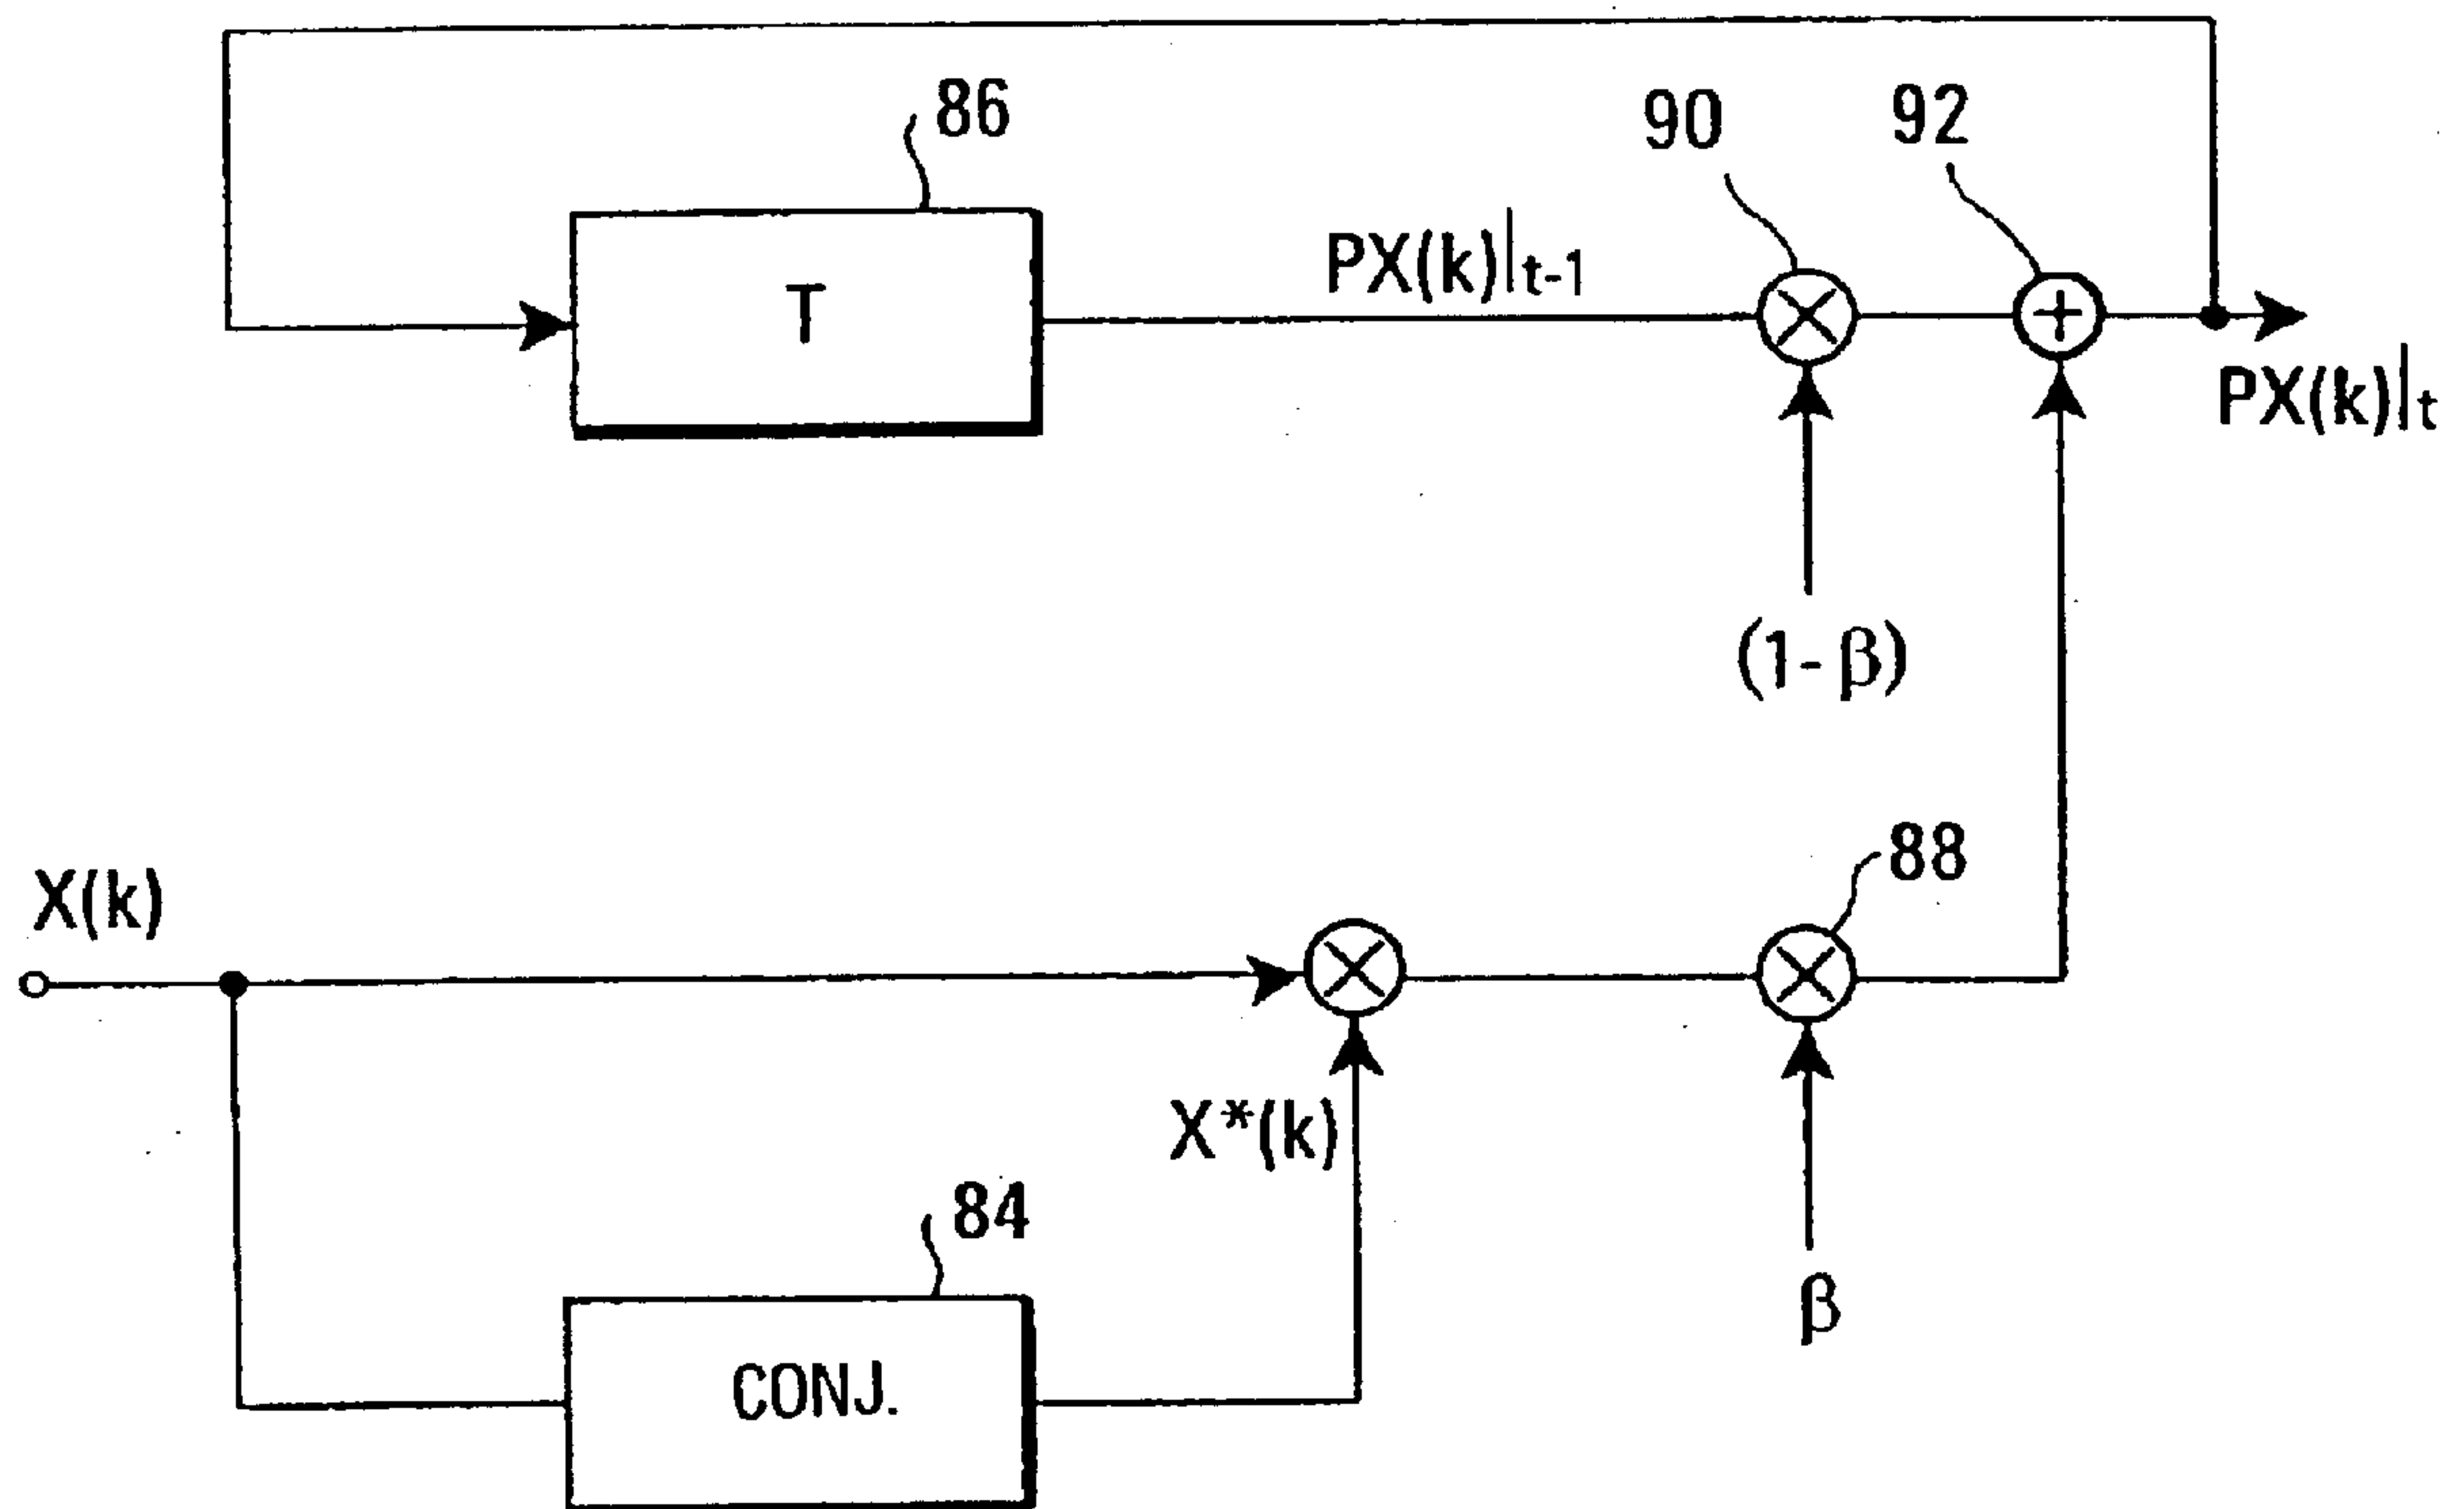 86
90
92
T
PX(k)|t-1
PX(k)|t
(1-β)
88
X(k)
X*(k)
84
CONJ.
β